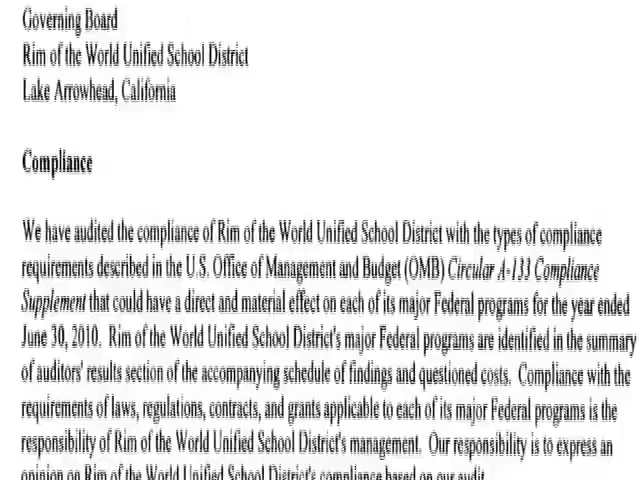 Governing Board
Rim of the World Unified School District
Lake Arrowhead, California
Compliance
We have audited the compliance of Rim of the World Unified School District with the types of compliance
requirements described in the U.S. Office of Management and Budget (OMB) Circular A-133 Compliance
Supplement that could have a direct and material effect on each of its major Federal programs for the year ended
June 30, 2010. Rim of the World Unified School District's major Federal programs are identified in the summary
of auditors' results section of the accompanying schedule of findings and questioned costs. Compliance with the
requirements of laws, regulations, contracts, and grants applicable to each of its major Federal programs is the
responsibility of Rim of the World Unified School District's management. Our responsibility is to express an
opinion on Rim of the World Unified School District's compliance based on our audit.